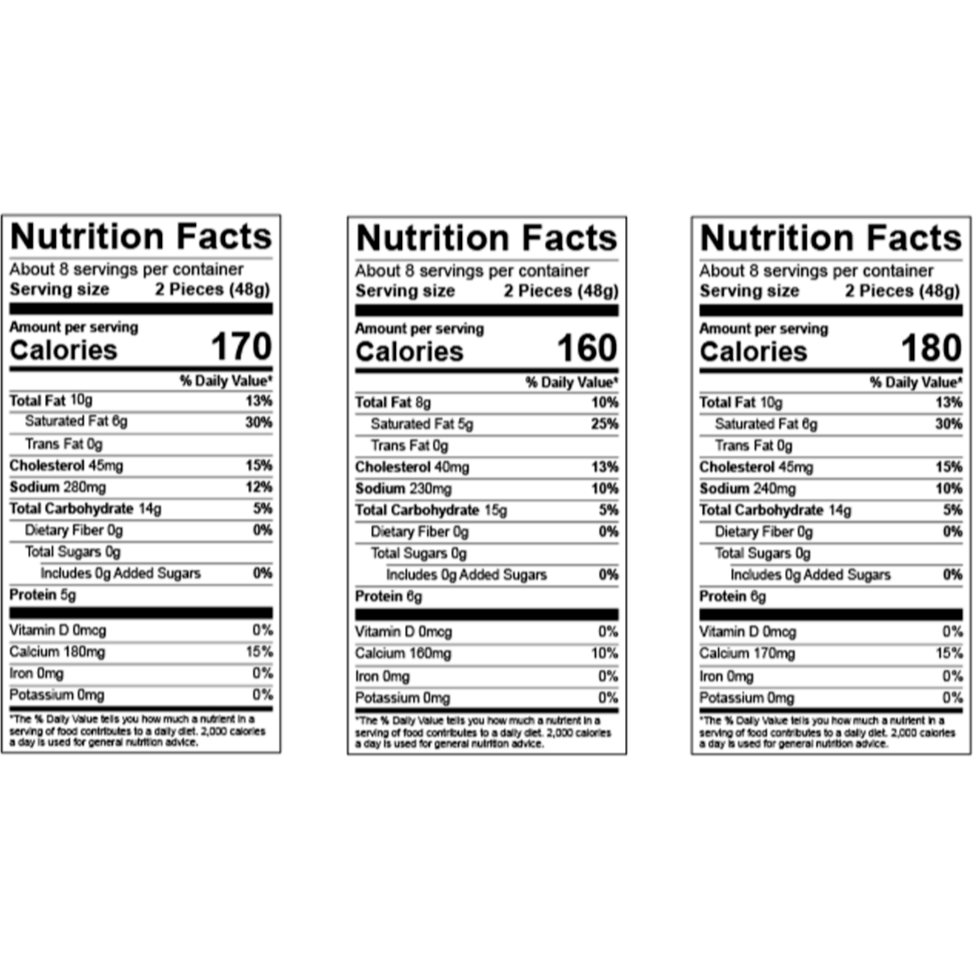 Nutrition Facts
About 8 servings per container
Serving size 2 Pieces (48g)
Amount per serving
Calories 170
% Daily Value*
Total Fat 10g 13%
Saturated Fat 6g 30%
Trans Fat 0g
Cholesterol 45mg 15%
Sodium 280mg 12%
Total Carbohydrate 14g 5%
Dietary Fiber 0g 0%
Total Sugars 0g
Includes 0g Added Sugars 0%
Protein 5g
Vitamin D 0mcg 0%
Calcium 180mg 15%
Iron 0mg 0%
Potassium 0mg 0%
*The % Daily Value tells you how much a nutrient in a
serving of food contributes to a daily diet. 2,000 calories
a day is used for general nutrition advice.
Nutrition Facts
About 8 servings per container
Serving size 2 Pieces (48g)
Amount per serving
Calories 160
% Daily Value*
Total Fat 8g 10%
Saturated Fat 5g 25%
Trans Fat 0g
Cholesterol 40mg 13%
Sodium 230mg 10%
Total Carbohydrate 15g 5%
Dietary Fiber 0g 0%
Total Sugars 0g
Includes 0g Added Sugars 0%
Protein 6g
Vitamin D 0mcg 0%
Calcium 160mg 10%
Iron 0mg 0%
Potassium 0mg 0%
*The % Daily Value tells you how much a nutrient in a
serving of food contributes to a daily diet. 2,000 calories
a day is used for general nutrition advice.
Nutrition Facts
About 8 servings per container
Serving size 2 Pieces (48g)
Amount per serving
Calories 180
% Daily Value*
Total Fat 10g 13%
Saturated Fat 6g 30%
Trans Fat 0g
Cholesterol 45mg 15%
Sodium 240mg 10%
Total Carbohydrate 14g 5%
Dietary Fiber 0g 0%
Total Sugars 0g
Includes 0g Added Sugars 0%
Protein 6g
Vitamin D 0mcg 0%
Calcium 170mg 15%
Iron 0mg 0%
Potassium 0mg 0%
*The % Daily Value tells you how much a nutrient in a
serving of food contributes to a daily diet. 2,000 calories
a day is used for general nutrition advice.